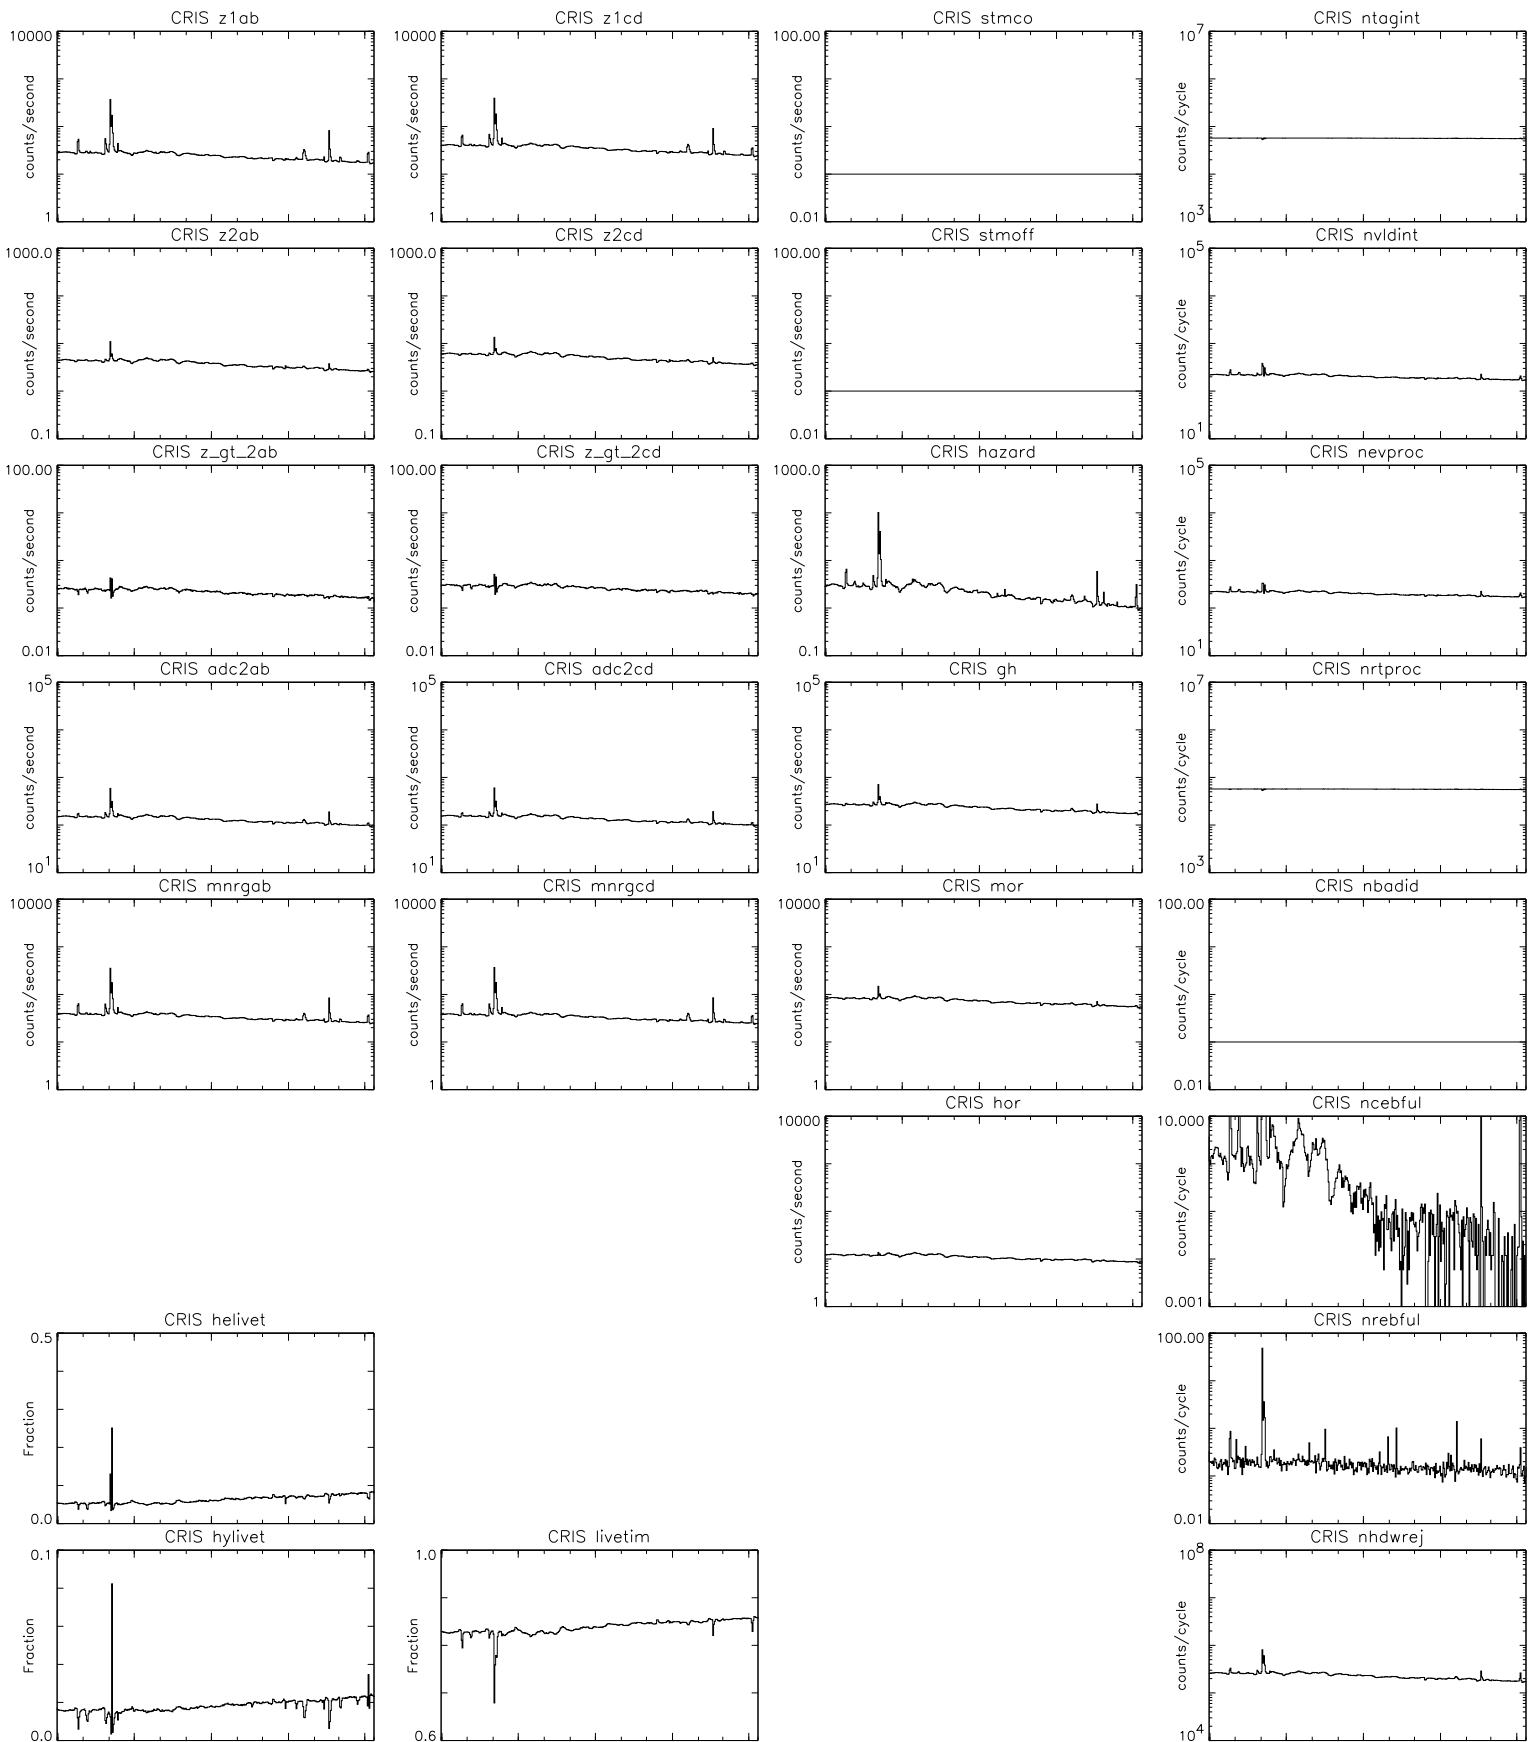 CRIS z1ab CRIS z1cd CRIS stmco CRIS ntagint
10000 10000 100.00 10^7
counts/second counts/second counts/second counts/cycle
1 1 0.01 10^3
CRIS z2ab CRIS z2cd CRIS stmoff CRIS nvldint
1000.0 1000.0 100.00 10^5
counts/second counts/second counts/second counts/cycle
0.1 0.1 0.01 10^1
CRIS z_gt_2ab CRIS z_gt_2cd CRIS hazard CRIS nevproc
100.00 100.00 1000.0 10^5
counts/second counts/second counts/second counts/cycle
0.01 0.01 0.1 10^1
CRIS adc2ab CRIS adc2cd CRIS gh CRIS nrtproc
10^5 10^5 10^5 10^7
counts/second counts/second counts/second counts/cycle
10^1 10^1 10^1 10^3
CRIS mnrgab CRIS mnrgcd CRIS mor CRIS nbadid
10000 10000 10000 100.00
counts/second counts/second counts/second counts/cycle
1 1 1 0.01
CRIS hor CRIS ncebful
10000 10.000
counts/second counts/cycle
1 0.001
CRIS helivet CRIS nrebful
0.5 100.00
Fraction counts/cycle
0.0 0.01
CRIS hylivet CRIS livetim CRIS nhdwrej
0.1 1.0 10^8
Fraction Fraction counts/cycle
0.0 0.6 10^4